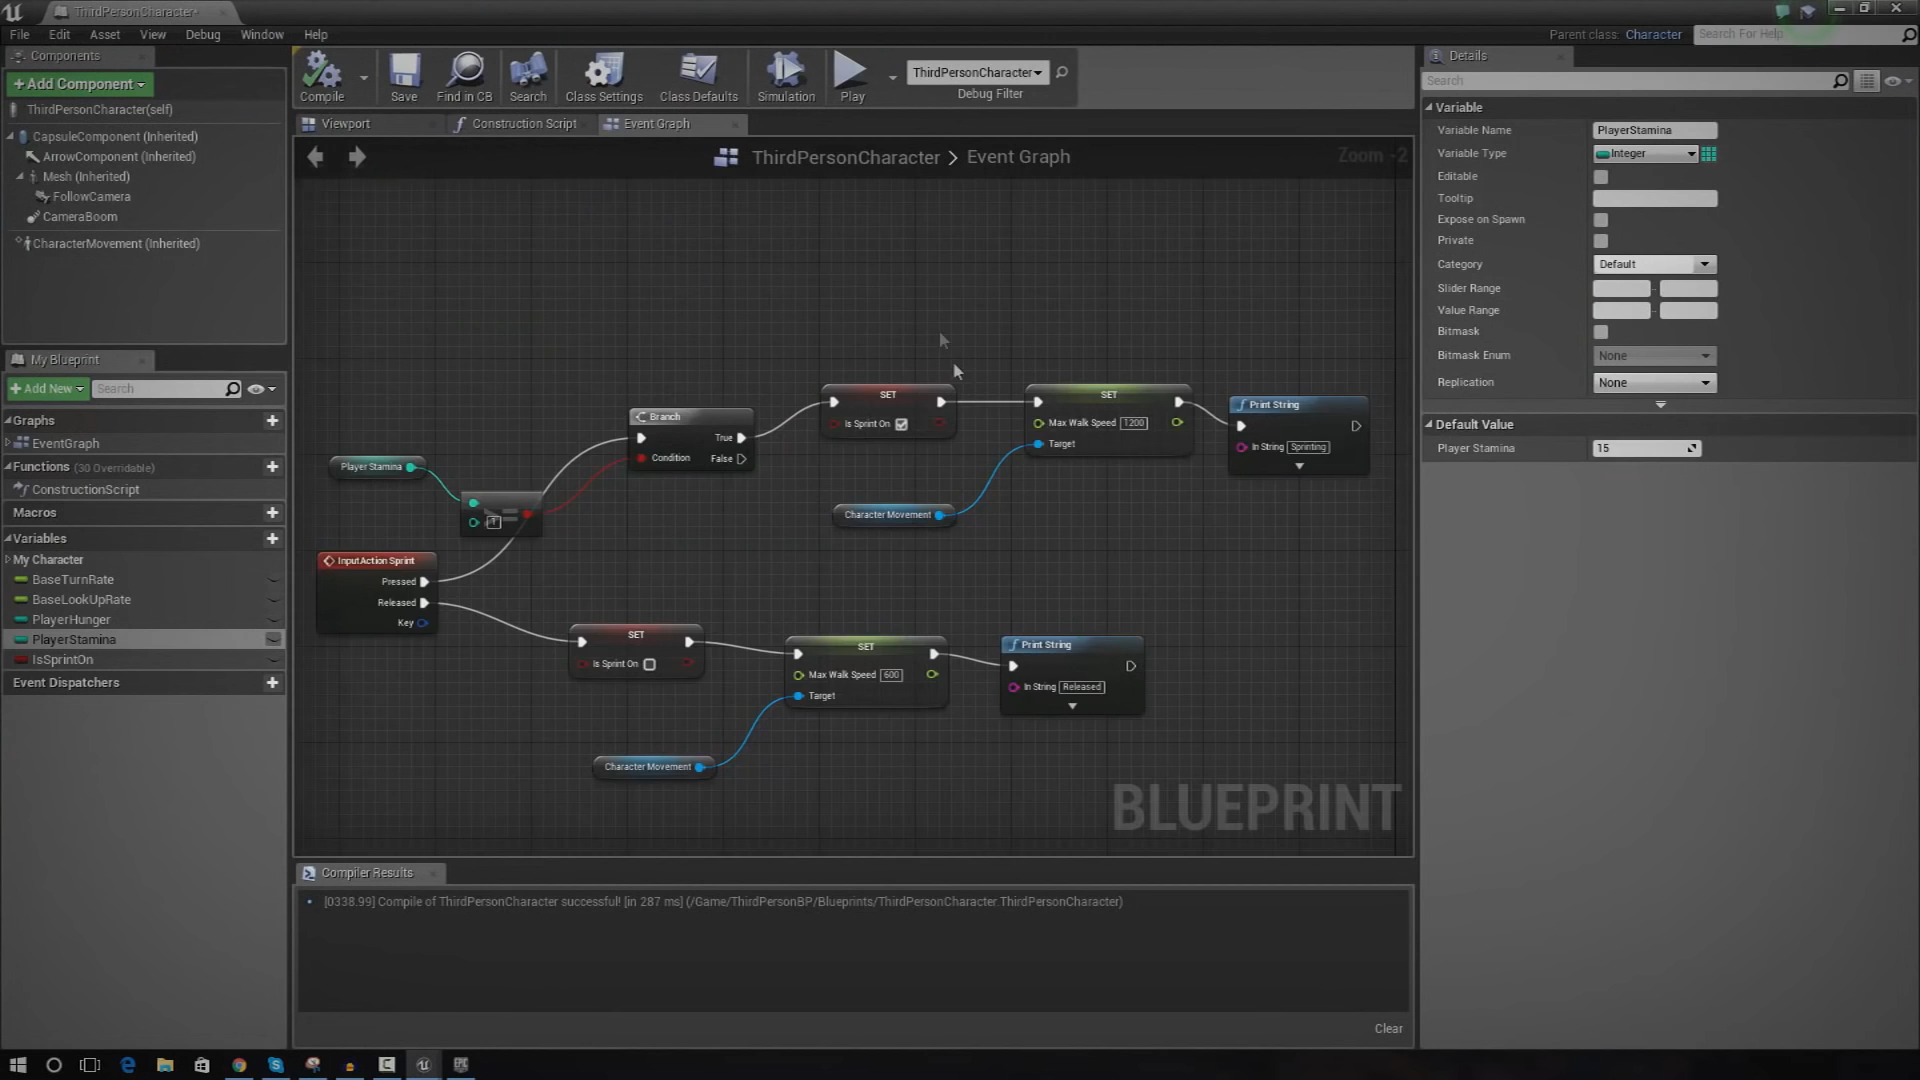 ThirdPersonCharacter*
File Edit Asset View Debug Window Help
Parent class: Character
Search For Help
Components
+Add Component
ThirdPersonCharacter(self)
CapsuleComponent (Inherited)
ArrowComponent (Inherited)
Mesh (Inherited)
FollowCamera
CameraBoom
CharacterMovement (Inherited)
My Blueprint
+Add New
Search
Graphs
EventGraph
Functions (30 Overridable)
ConstructionScript
Macros
Variables
My Character
BaseTurnRate
BaseLookUpRate
PlayerHunger
PlayerStamina
IsSprintOn
Event Dispatchers
Compile
Save
Find in CB
Search
Class Settings
Class Defaults
Simulation
Play
ThirdPersonCharacter
Debug Filter
Viewport
Construction Script
Event Graph
ThirdPersonCharacter > Event Graph
Zoom -2
Player Stamina
1
InputAction Sprint
Pressed
Released
Key
Branch
True
Condition
False
SET
Is Sprint On
SET
Max Walk Speed 1200
Target
Print String
In String Sprinting
Character Movement
SET
Is Sprint On
SET
Max Walk Speed 600
Target
Print String
In String Released
Character Movement
BLUEPRINT
Compiler Results
[0338.99] Compile of ThirdPersonCharacter successful! [in 287 ms] (/Game/ThirdPersonBP/Blueprints/ThirdPersonCharacter.ThirdPersonCharacter)
Clear
Details
Search
Variable
Variable Name PlayerStamina
Variable Type Integer
Editable
Tooltip
Expose on Spawn
Private
Category Default
Slider Range
Value Range
Bitmask
Bitmask Enum None
Replication None
Default Value
Player Stamina 15